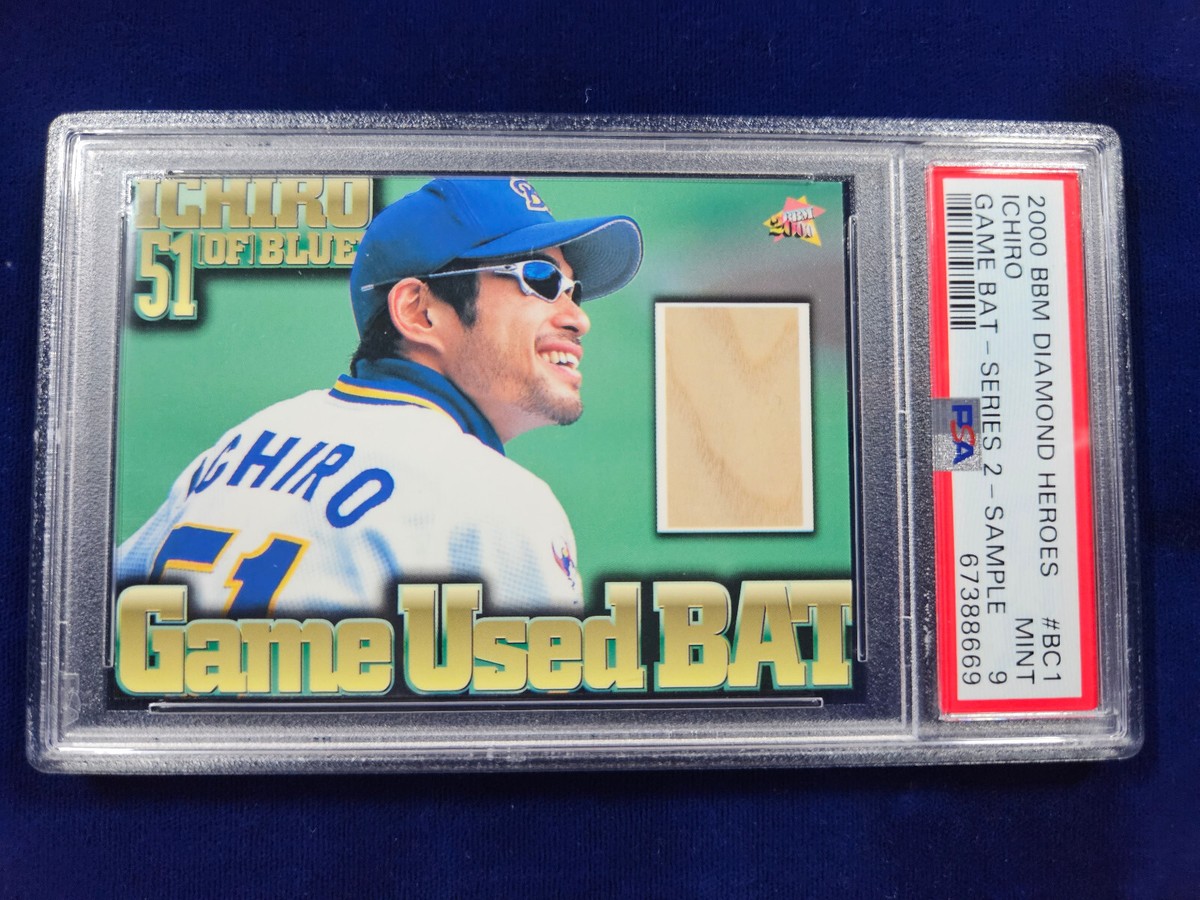 ICHIRO
51 OF BLUE
BBM
2000
ICHIRO
51
Game Used BAT
2000 BBM DIAMOND HEROES #BC1
ICHIRO MINT
GAME BAT – SERIES 2 – SAMPLE 9
67388669
PSA